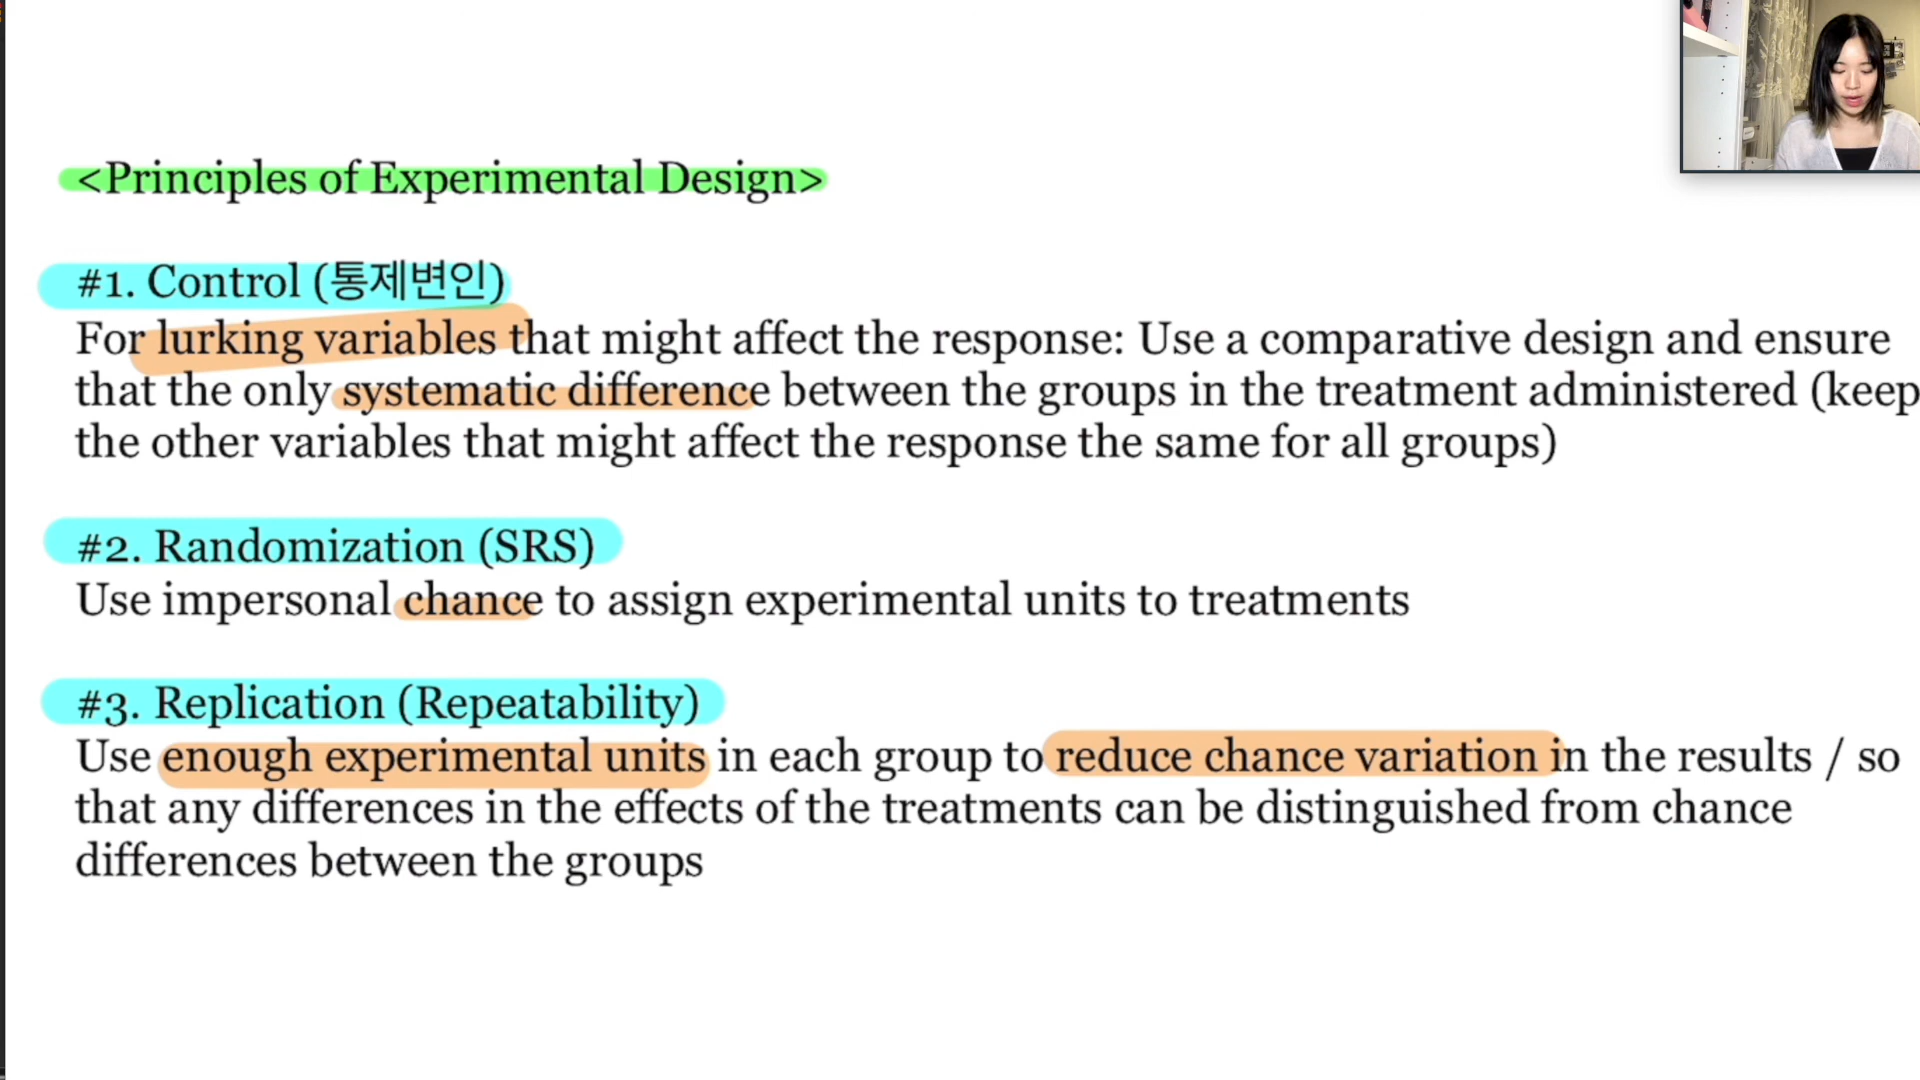 <Principles of Experimental Design>
#1. Control (통제변인)
For lurking variables that might affect the response: Use a comparative design and ensure
that the only systematic difference between the groups in the treatment administered (keep
the other variables that might affect the response the same for all groups)
#2. Randomization (SRS)
Use impersonal chance to assign experimental units to treatments
#3. Replication (Repeatability)
Use enough experimental units in each group to reduce chance variation in the results / so
that any differences in the effects of the treatments can be distinguished from chance
differences between the groups